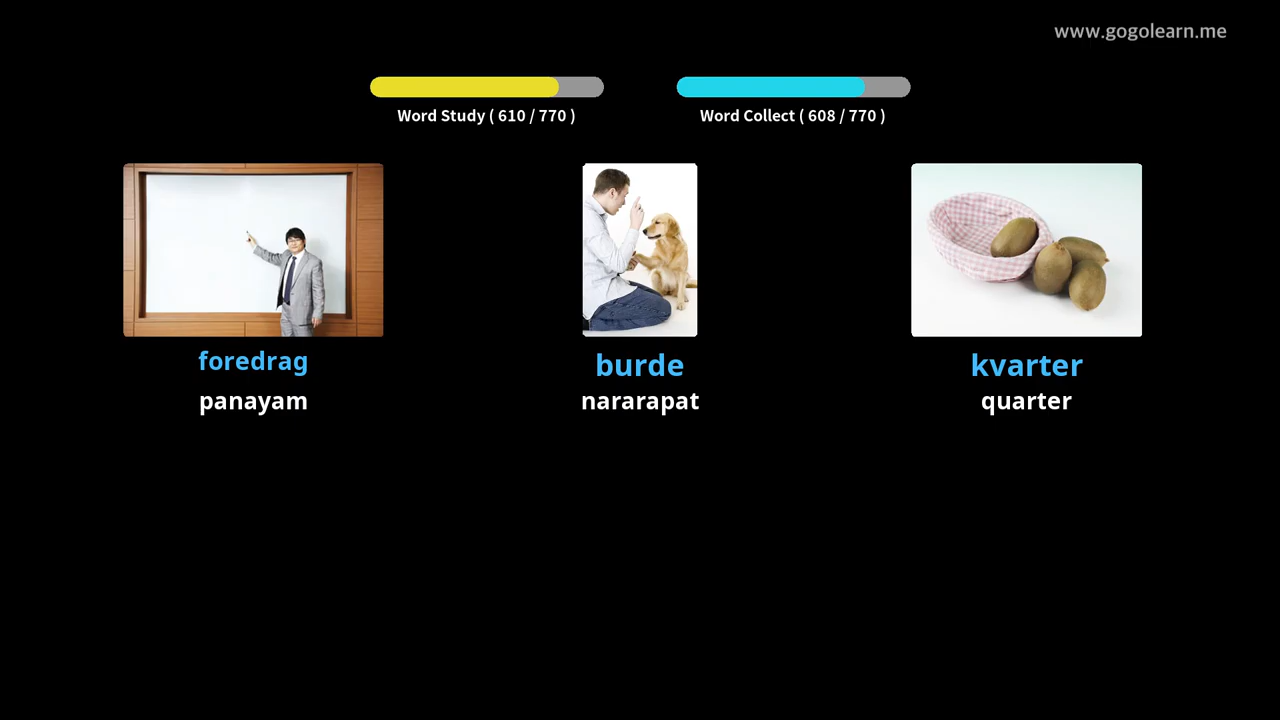 www.gogolearn.me
Word Study ( 610 / 770 )
Word Collect ( 608 / 770 )
foredrag
panayam
burde
nararapat
kvarter
quarter